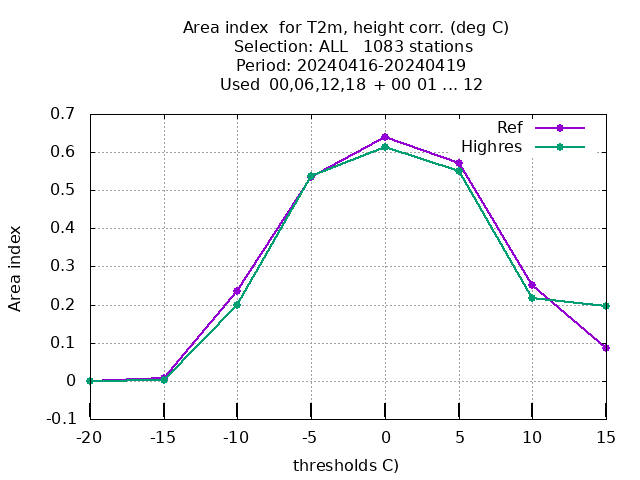 Area index  for T2m, height corr. (deg C)
Selection: ALL   1083 stations
Period: 20240416-20240419
Used  00,06,12,18  + 00 01 ... 12
Ref
Highres
0.7
0.6
0.5
0.4
0.3
0.2
0.1
0
-0.1
Area index
-20 -15 -10 -5 0 5 10 15
thresholds C)